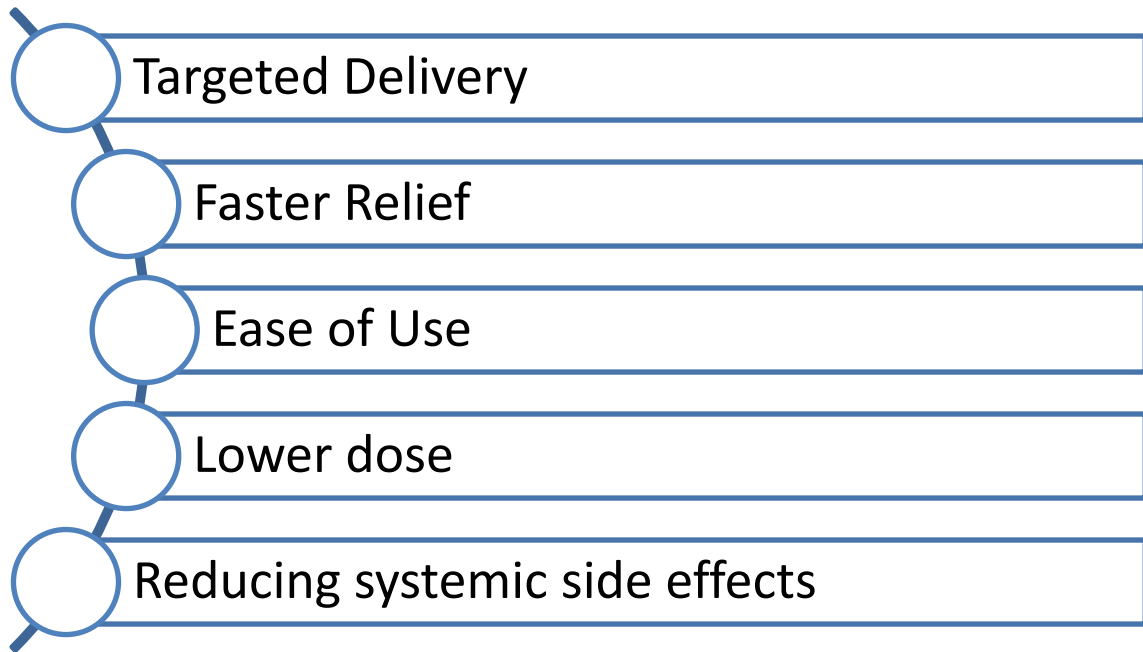 Targeted Delivery
Faster Relief
Ease of Use
Lower dose
Reducing systemic side effects